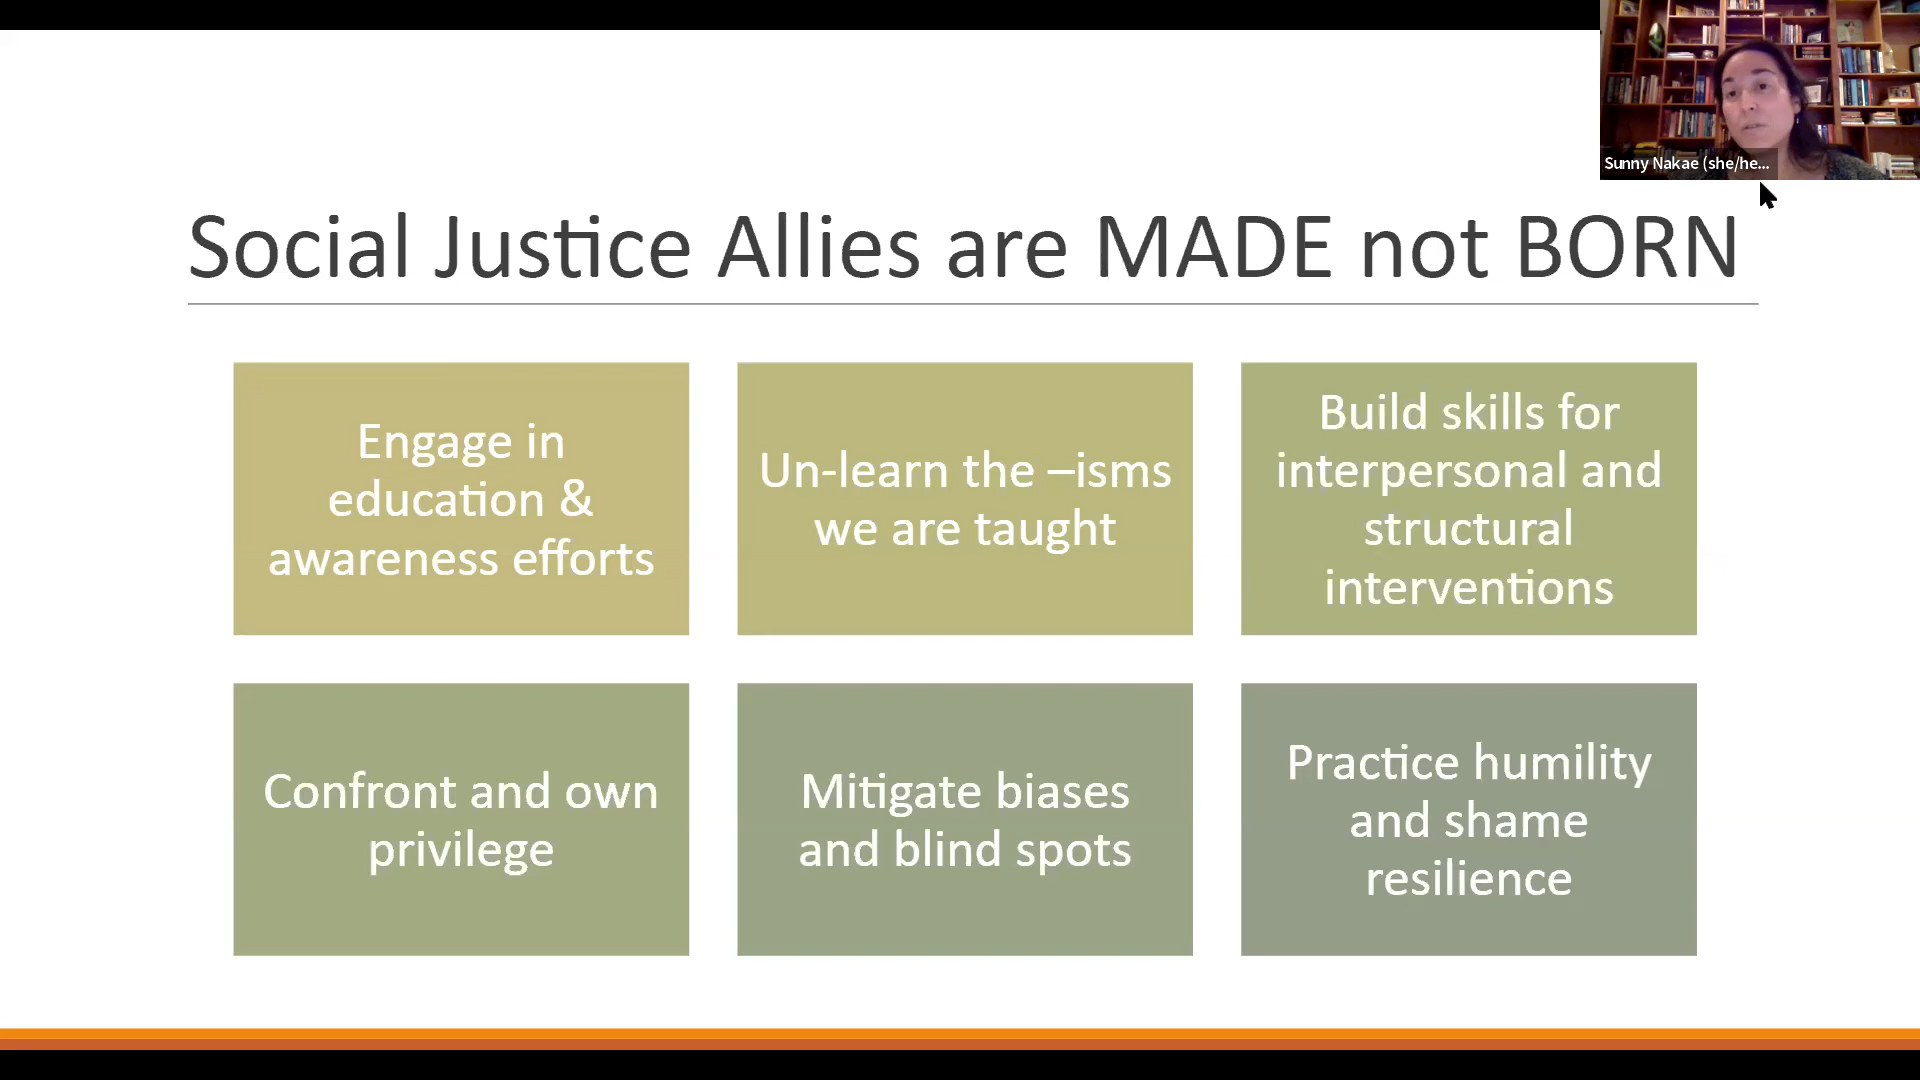 Sunny Nakae (she/he...
Social Justice Allies are MADE not BORN
Engage in
education &
awareness efforts
Un-learn the –isms
we are taught
Build skills for
interpersonal and
structural
interventions
Confront and own
privilege
Mitigate biases
and blind spots
Practice humility
and shame
resilience